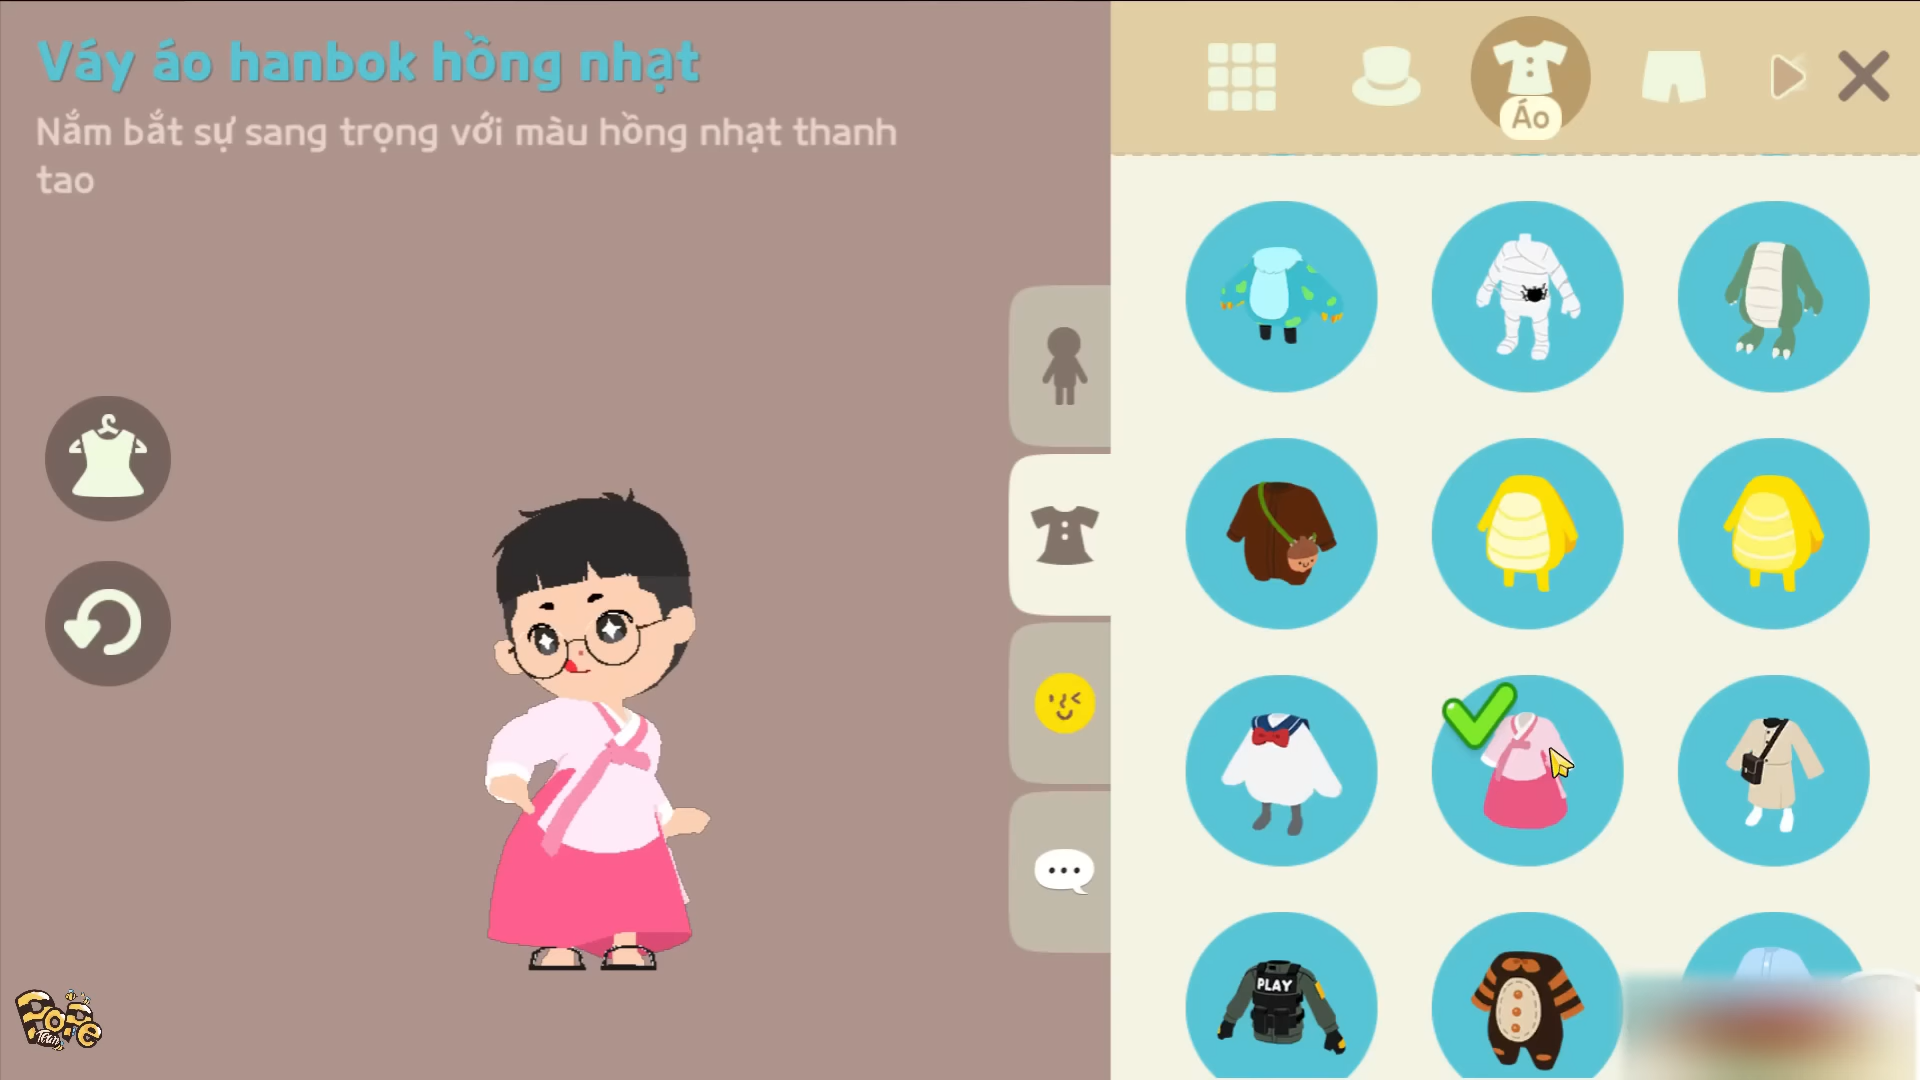 Váy áo hanbok hồng nhạt
Nắm bắt sự sang trọng với màu hồng nhạt thanh
tao
Áo
PLAY